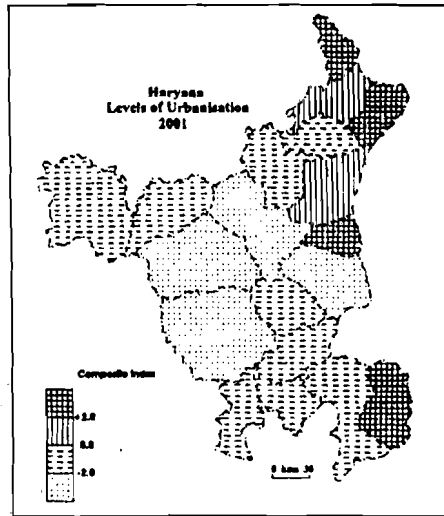 Haryana
Levels of Urbanisation
2001
Composite Index
+2.0
0.0
-2.0
0 km 30